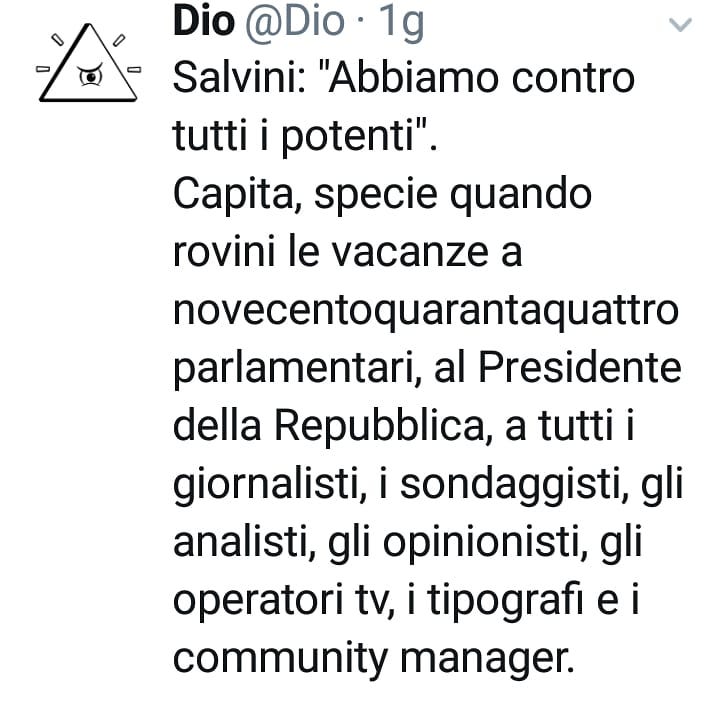 Dio @Dio · 1g
Salvini: "Abbiamo contro
tutti i potenti".
Capita, specie quando
rovini le vacanze a
novecentoquarantaquattro
parlamentari, al Presidente
della Repubblica, a tutti i
giornalisti, i sondaggisti, gli
analisti, gli opinionisti, gli
operatori tv, i tipografi e i
community manager.